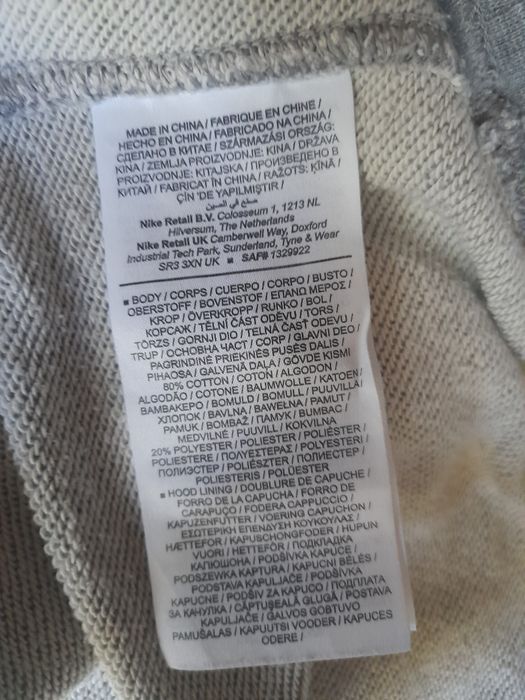 MADE IN CHINA / FABRIQUE EN CHINE /
HECHO EN CHINA / FABRICADO NA CHINA /
СДЕЛАНО В КИТАЕ / SZÁRMAZÁSI ORSZÁG:
KÍNA / ZEMLJA PROIZVODNJE: KINA / DRŽAVA
PROIZVODNJE: KITAJSKA / ПРОИЗВЕДЕНО В
КИТАЙ / FABRICAT ÎN CHINA / RAŽOTS: ĶĪNĀ /
ÇİN 'DE YAPILMIŞTIR /
صنع في الصين
Nike Retail B.V. Colosseum 1, 1213 NL
Hilversum, The Netherlands
Nike Retail UK Camberwell Way, Doxford
Industrial Tech Park, Sunderland, Tyne & Wear
SR3 3XN UK ■ SAF# 1329922
■ BODY / CORPS / CUERPO / CORPO / BUSTO /
OBERSTOFF / BOVENSTOF / ΕΠΑΝΩ ΜΕΡΟΣ /
KROP / ÖVERKROPP / RUNKO / BOL /
КОРСАЖ / TĚLNÍ ČÁST ODĚVU / TORS /
TÖRZS / GORNJI DIO / TELNÁ ČASŤ ODEVU /
TRUP / ОСНОВНА ЧАСТ / CORP / GLAVNI DEO /
PAGRINDINĖ PRIEKINĖS PUSĖS DALIS /
PIHAOSA / GALVENĀ DAĻA / GÖVDE KISMI
80% COTTON / COTON / ALGODON /
ALGODÃO / COTONE / BAUMWOLLE / KATOEN /
ΒΑΜΒΑΚΕΡΟ / BOMULD / BOMULL / PUUVILLA /
ХЛОПОК / BAVLNA / BAWEŁNA / PAMUT /
PAMUK / BOMBAŽ / ПАМУК / BUMBAC /
MEDVILNĖ / PUUVILL / KOKVILNA
20% POLYESTER / POLIESTER / POLIÉSTER /
POLIESTERE / ΠΟΛΥΕΣΤΕΡΑΣ / POLYESTERI /
ПОЛИЭСТЕР / POLIÉSZTER / ПОЛИЕСТЕР /
POLIESTERIS / POLÜESTER
■ HOOD LINING / DOUBLURE DE CAPUCHE /
FORRO DE LA CAPUCHA / FORRO DE
CARAPUÇO / FODERA CAPPUCCIO /
KAPUZENFUTTER / VOERING CAPUCHON /
ΕΣΩΤΕΡΙΚΗ ΕΠΕΝΔΥΣΗ ΚΟΥΚΟΥΛΑΣ /
HÆTTEFOR / KAPUSCHONGFODER / HUPUN
VUORI / HETTEFÔR / ПОДКЛАДКА
КАПЮШОНА / PODŠÍVKA KAPUCE /
PODSZEWKA KAPTURA / KAPUCNI BÉLÉS /
PODSTAVA KAPULJAČE / PODŠÍVKA
KAPUCNE / PODŠIV ZA KAPUCO / ПОДПЛАТА
ЗА КАЧУЛКА / CĂPTUŞEALĂ GLUGĂ / POSTAVA
KAPULJAČE / GALVOS GOBTUVO
PAMUŠALAS / KAPUUTSI VOODER / KAPUCES
ODERE /